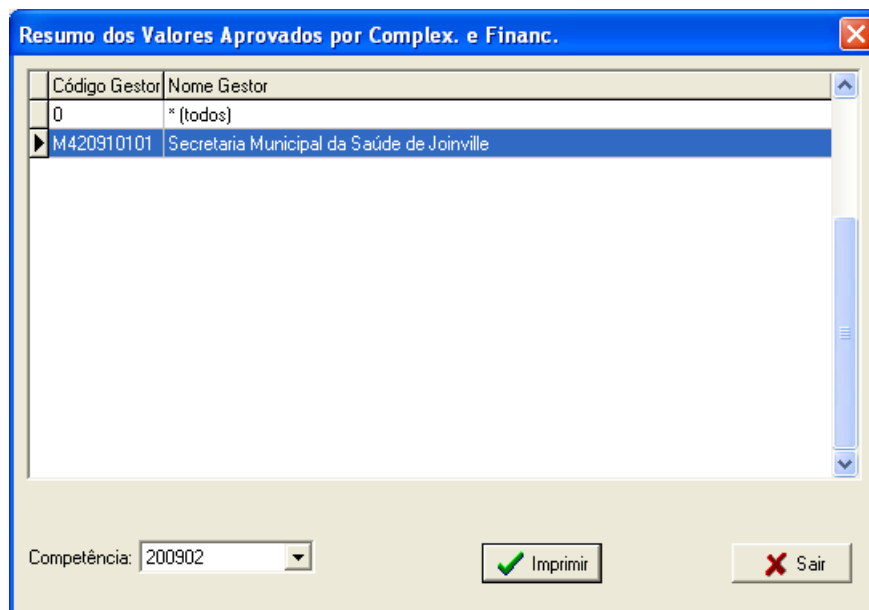 Resumo dos Valores Aprovados por Complex. e Financ.
Código Gestor Nome Gestor
0 * (todos)
M420910101 Secretaria Municipal da Saúde de Joinville
Competência: 200902 Imprimir Sair